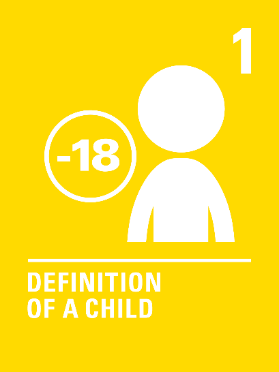 1
-18
DEFINITION
OF A CHILD